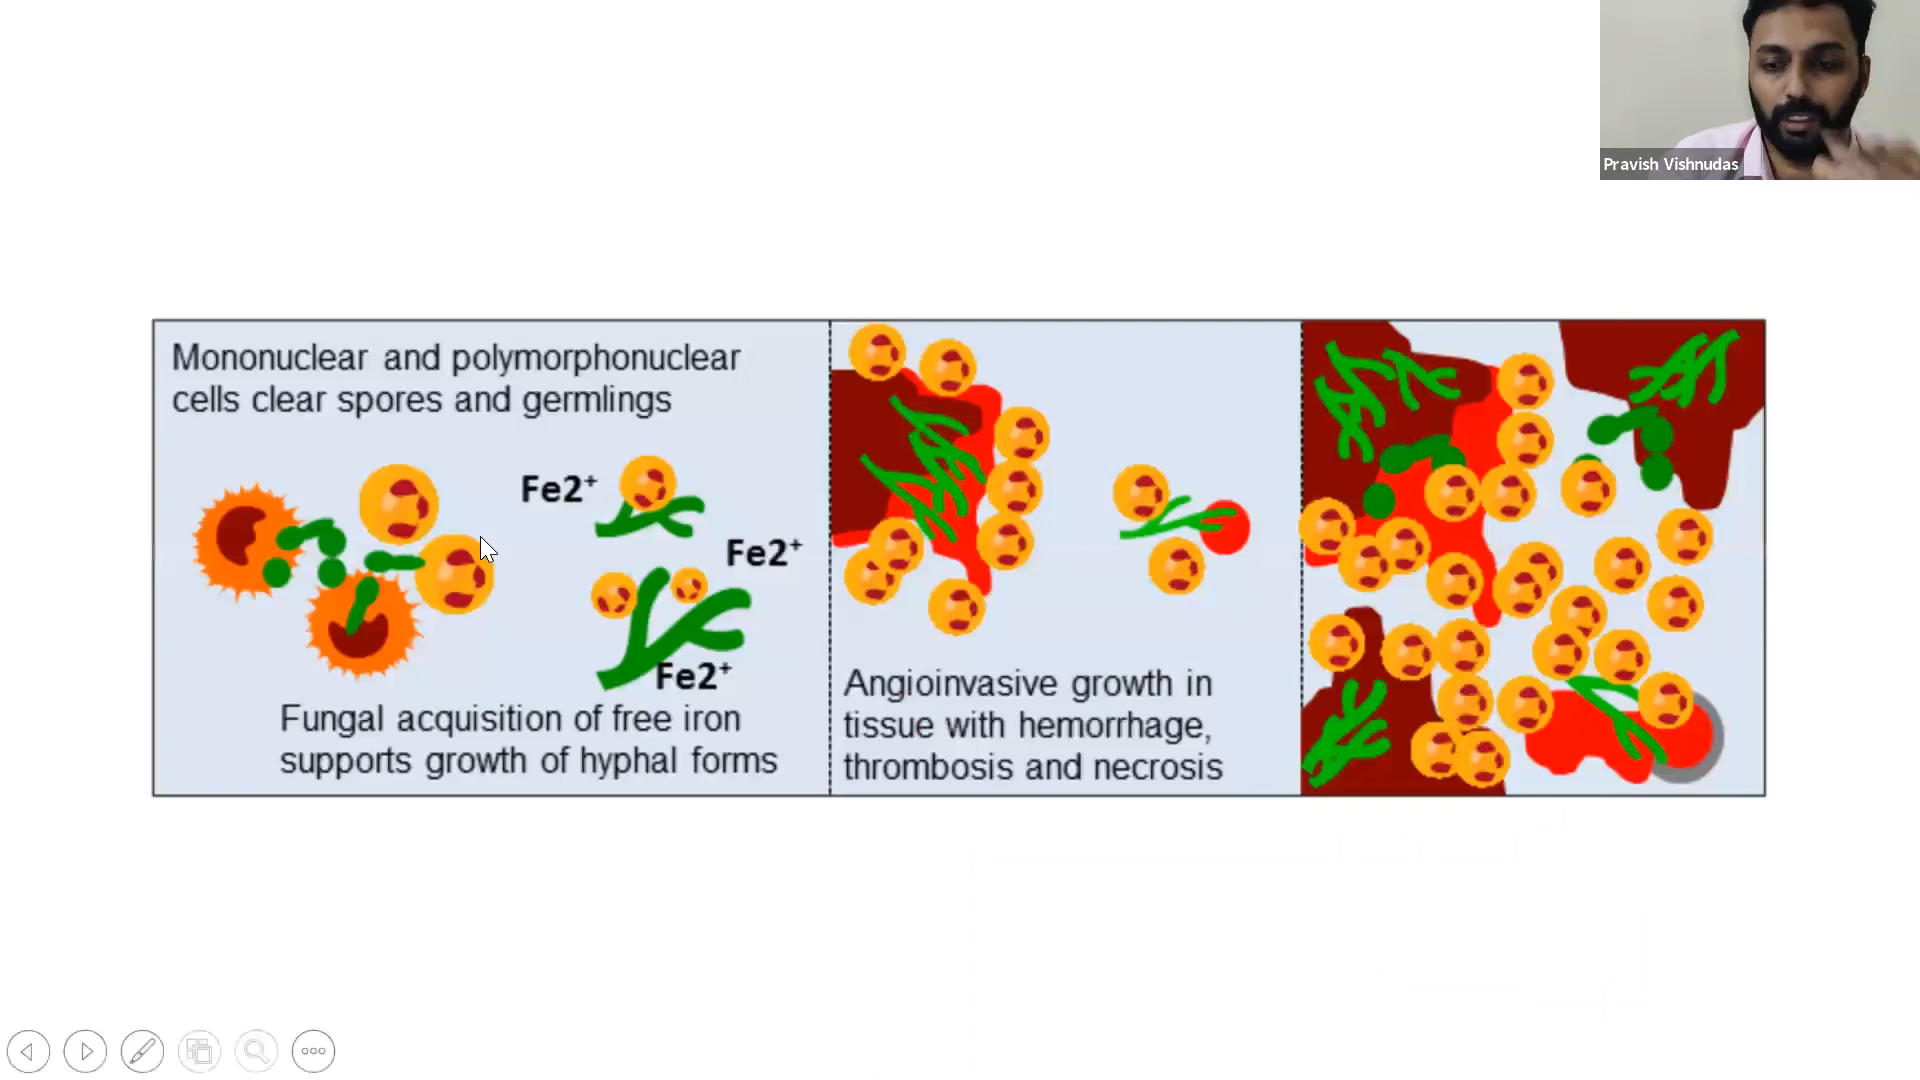 Pravish Vishnudas
Mononuclear and polymorphonuclear
cells clear spores and germlings
Fe2+
Fe2+
Fe2+
Fungal acquisition of free iron
supports growth of hyphal forms
Angioinvasive growth in
tissue with hemorrhage,
thrombosis and necrosis